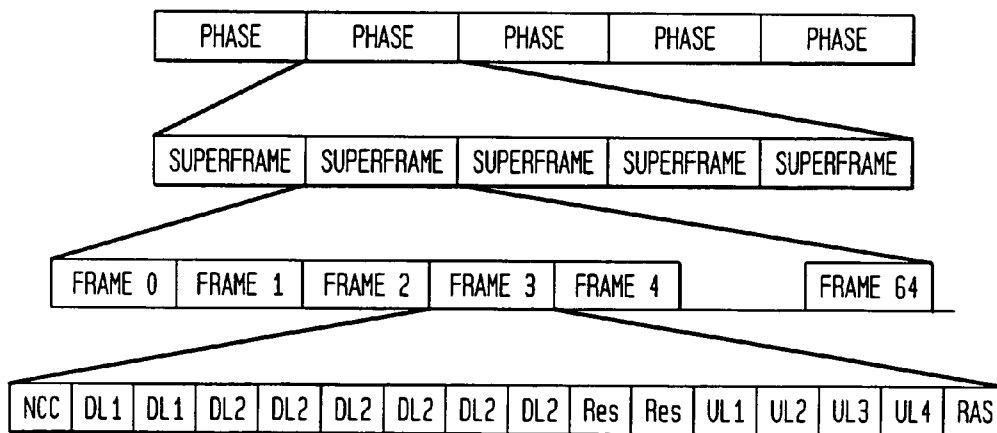 PHASE PHASE PHASE PHASE PHASE
SUPERFRAME SUPERFRAME SUPERFRAME SUPERFRAME SUPERFRAME
FRAME 0 FRAME 1 FRAME 2 FRAME 3 FRAME 4 FRAME 64
NCC DL1 DL1 DL2 DL2 DL2 DL2 DL2 DL2 Res Res UL1 UL2 UL3 UL4 RAS